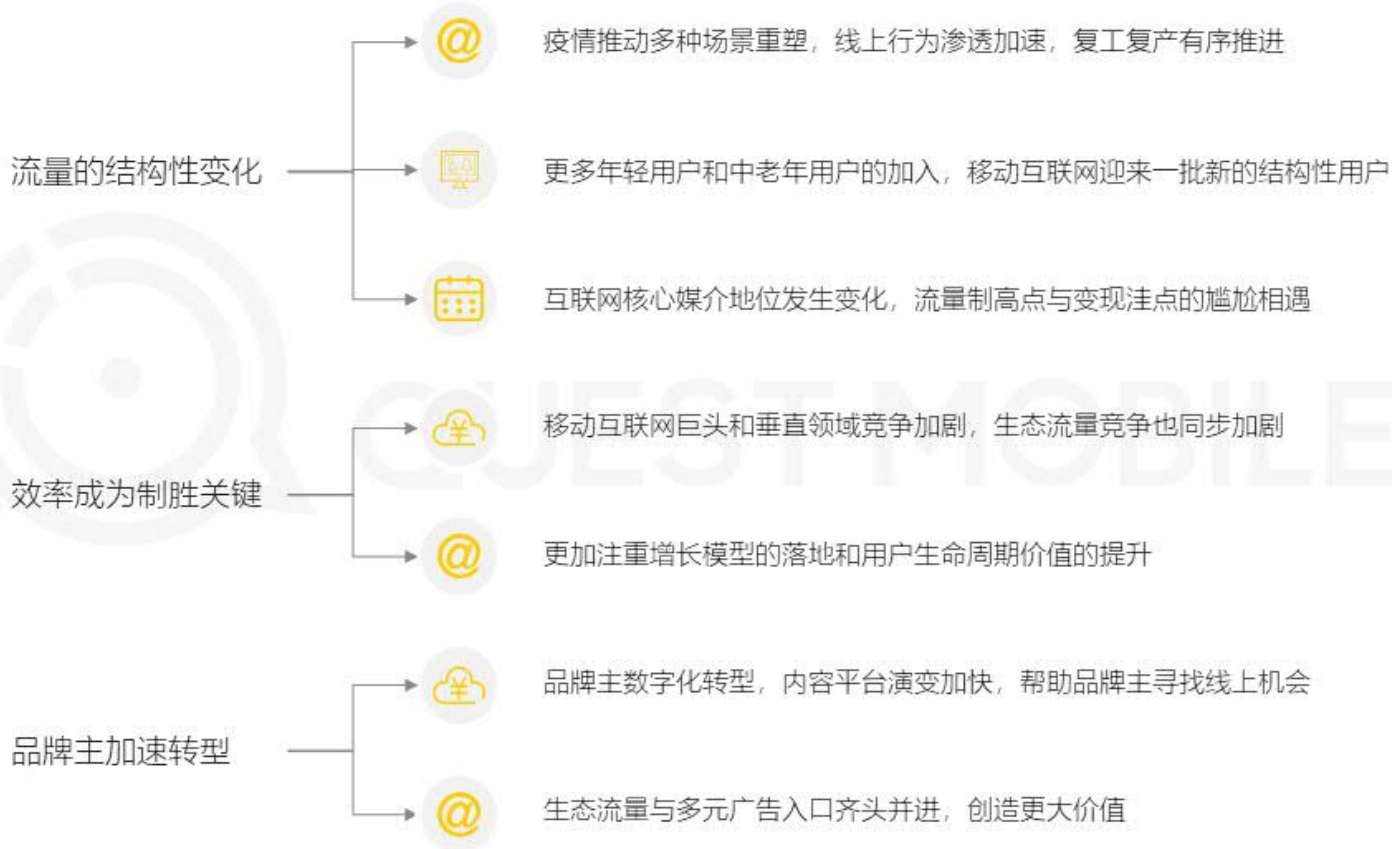 疫情推动多种场景重塑，线上行为渗透加速，复工复产有序推进
流量的结构性变化
更多年轻用户和中老年用户的加入，移动互联网迎来一批新的结构性用户
互联网核心媒介地位发生变化，流量制高点与变现洼点的尴尬相遇
QUEST MOBILE
移动互联网巨头和垂直领域竞争加剧，生态流量竞争也同步加剧
效率成为制胜关键
更加注重增长模型的落地和用户生命周期价值的提升
品牌主数字化转型，内容平台演变加快，帮助品牌主寻找线上机会
品牌主加速转型
生态流量与多元广告入口齐头并进，创造更大价值